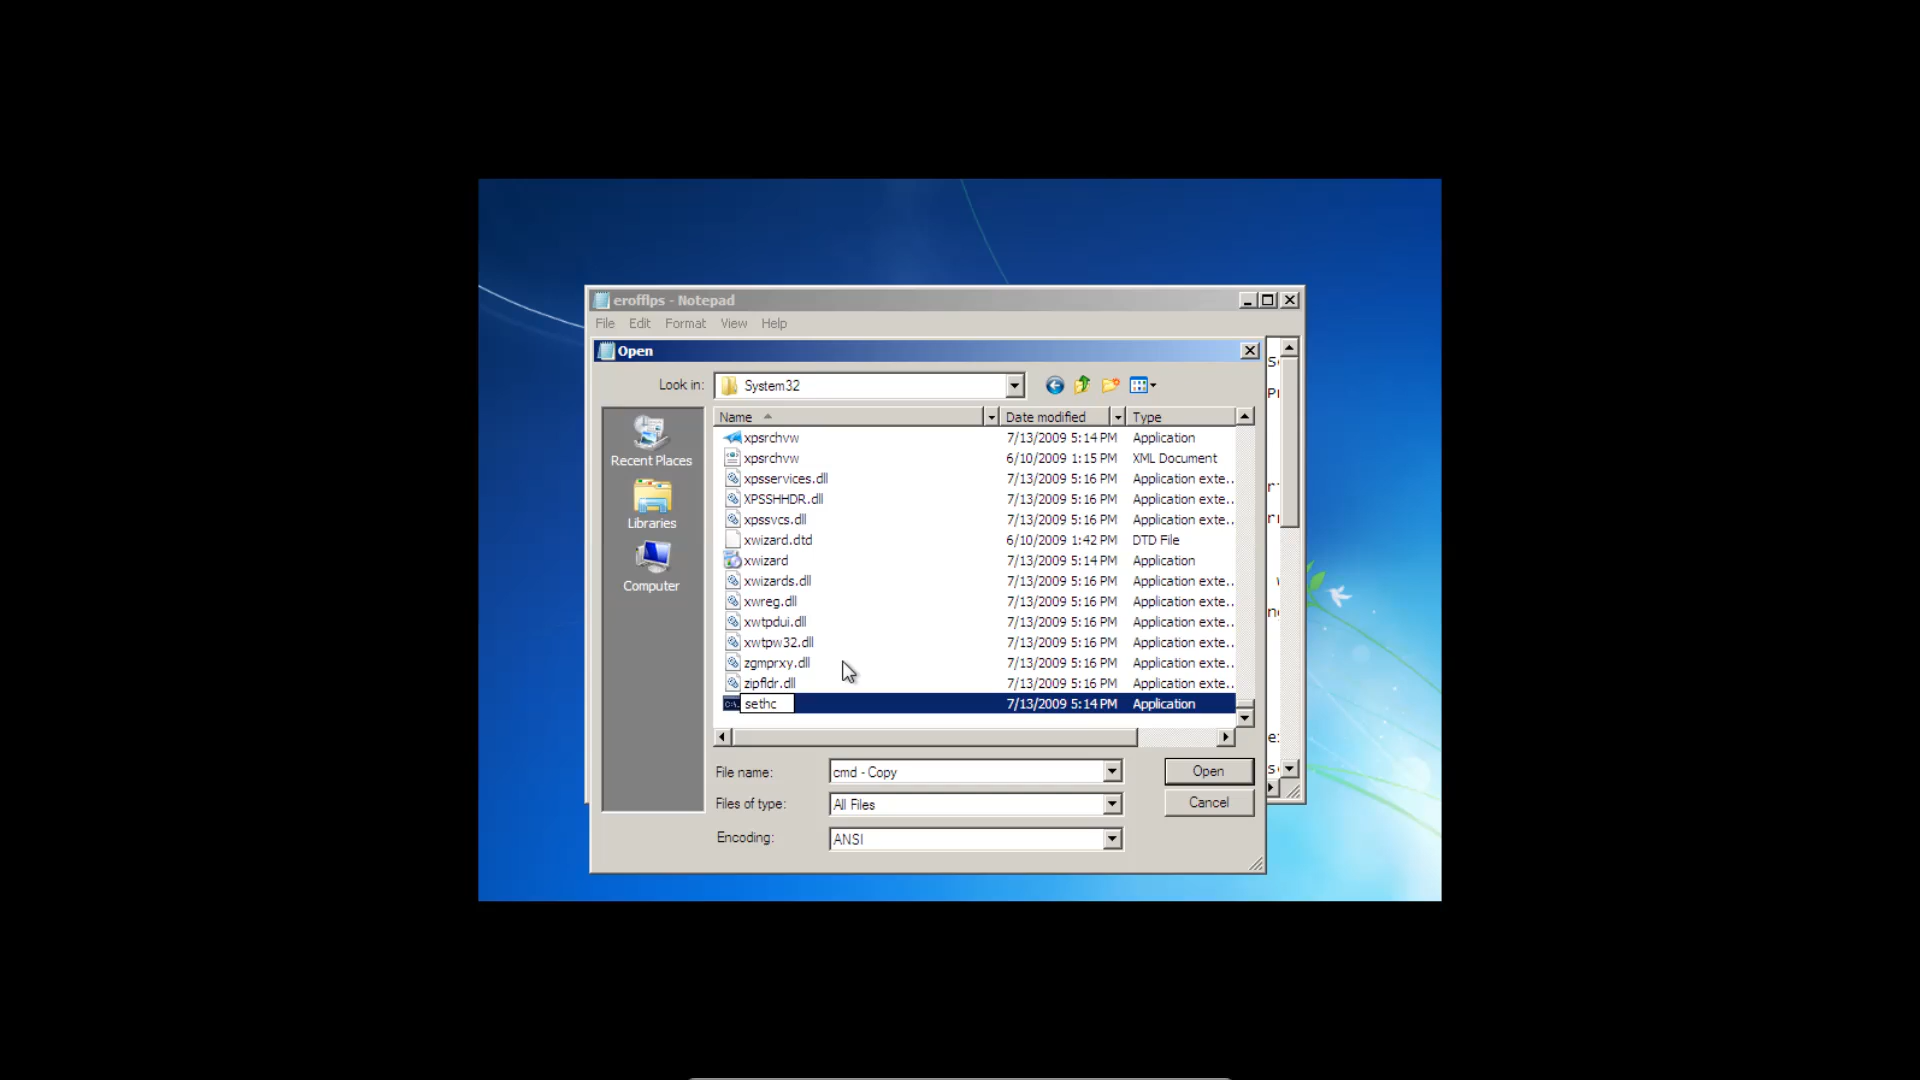 erofflps - Notepad
File Edit Format View Help
Open
Look in: System32
Name Date modified Type
xpsrchvw 7/13/2009 5:14 PM Application
xpsrchvw 6/10/2009 1:15 PM XML Document
xpsservices.dll 7/13/2009 5:16 PM Application exte..
XPSSHHDR.dll 7/13/2009 5:16 PM Application exte..
xpssvcs.dll 7/13/2009 5:16 PM Application exte..
xwizard.dtd 6/10/2009 1:42 PM DTD File
xwizard 7/13/2009 5:14 PM Application
xwizards.dll 7/13/2009 5:16 PM Application exte..
xwreg.dll 7/13/2009 5:16 PM Application exte..
xwtpdui.dll 7/13/2009 5:16 PM Application exte..
xwtpw32.dll 7/13/2009 5:16 PM Application exte..
zgmprxy.dll 7/13/2009 5:16 PM Application exte..
zipfldr.dll 7/13/2009 5:16 PM Application exte..
sethc 7/13/2009 5:14 PM Application
Recent Places
Libraries
Computer
File name: cmd - Copy Open
Files of type: All Files Cancel
Encoding: ANSI